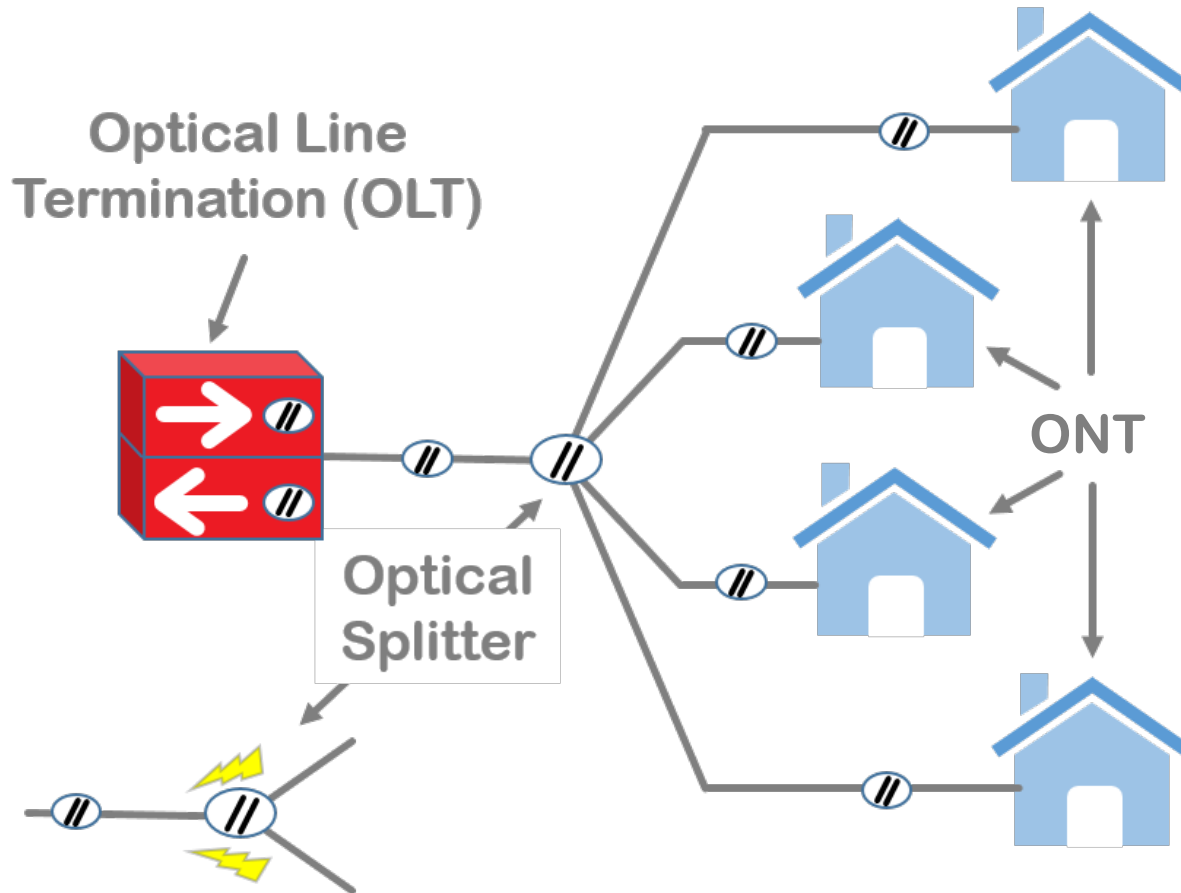 Optical Line
Termination (OLT)
ONT
Optical
Splitter